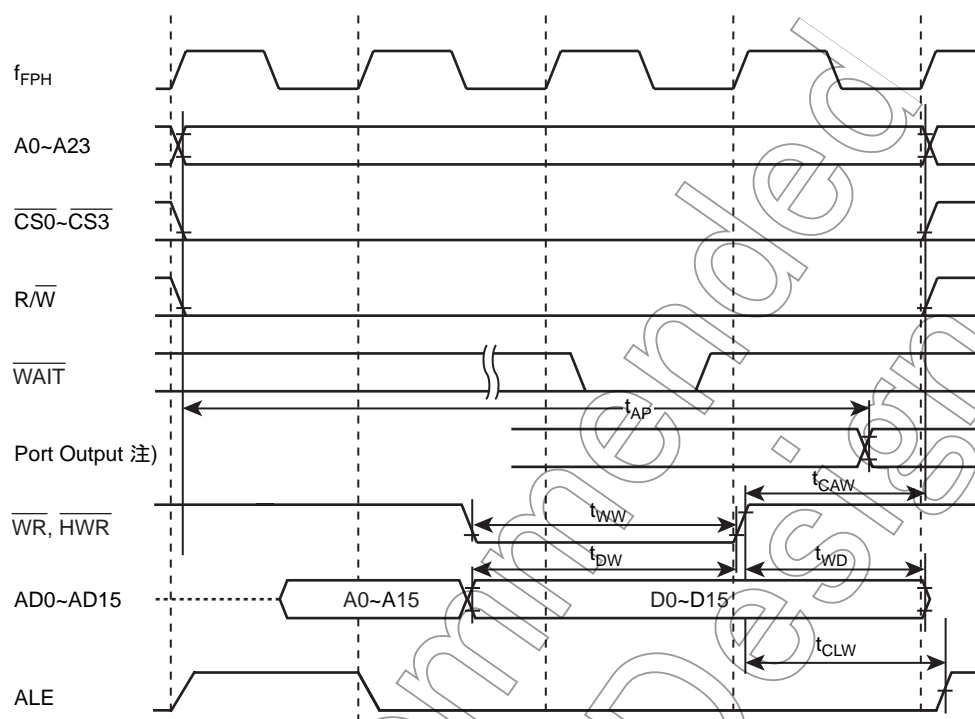 fFPH
A0~A23
CS0~CS3
R/W
WAIT
tAP
Port Output 注)
tCAW
WR, HWR
tWW
tDW
tWD
AD0~AD15
A0~A15
D0~D15
tCLW
ALE